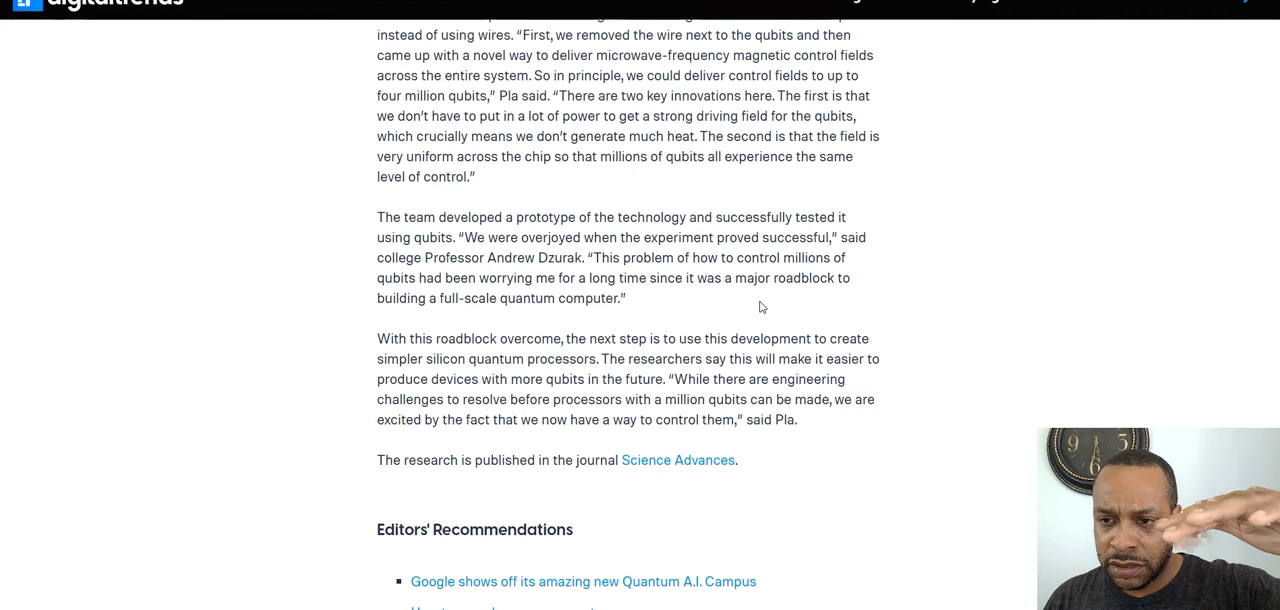 digitaltrends
instead of using wires. “First, we removed the wire next to the qubits and then
came up with a novel way to deliver microwave-frequency magnetic control fields
across the entire system. So in principle, we could deliver control fields to up to
four million qubits,” Pla said. “There are two key innovations here. The first is that
we don’t have to put in a lot of power to get a strong driving field for the qubits,
which crucially means we don’t generate much heat. The second is that the field is
very uniform across the chip so that millions of qubits all experience the same
level of control.”
The team developed a prototype of the technology and successfully tested it
using qubits. “We were overjoyed when the experiment proved successful,” said
college Professor Andrew Dzurak. “This problem of how to control millions of
qubits had been worrying me for a long time since it was a major roadblock to
building a full-scale quantum computer.”
With this roadblock overcome, the next step is to use this development to create
simpler silicon quantum processors. The researchers say this will make it easier to
produce devices with more qubits in the future. “While there are engineering
challenges to resolve before processors with a million qubits can be made, we are
excited by the fact that we now have a way to control them,” said Pla.
The research is published in the journal Science Advances.
Editors' Recommendations
Google shows off its amazing new Quantum A.I. Campus
9 3
6